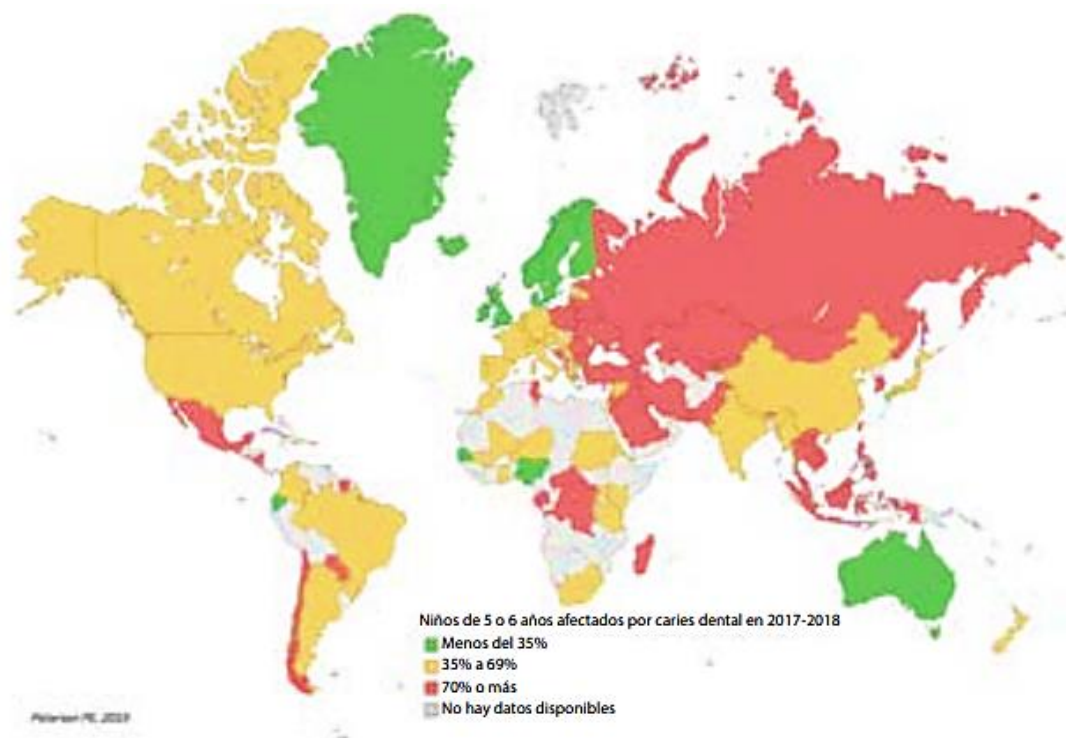 Niños de 5 o 6 años afectados por caries dental en 2017-2018
Menos del 35%
35% a 69%
70% o más
No hay datos disponibles